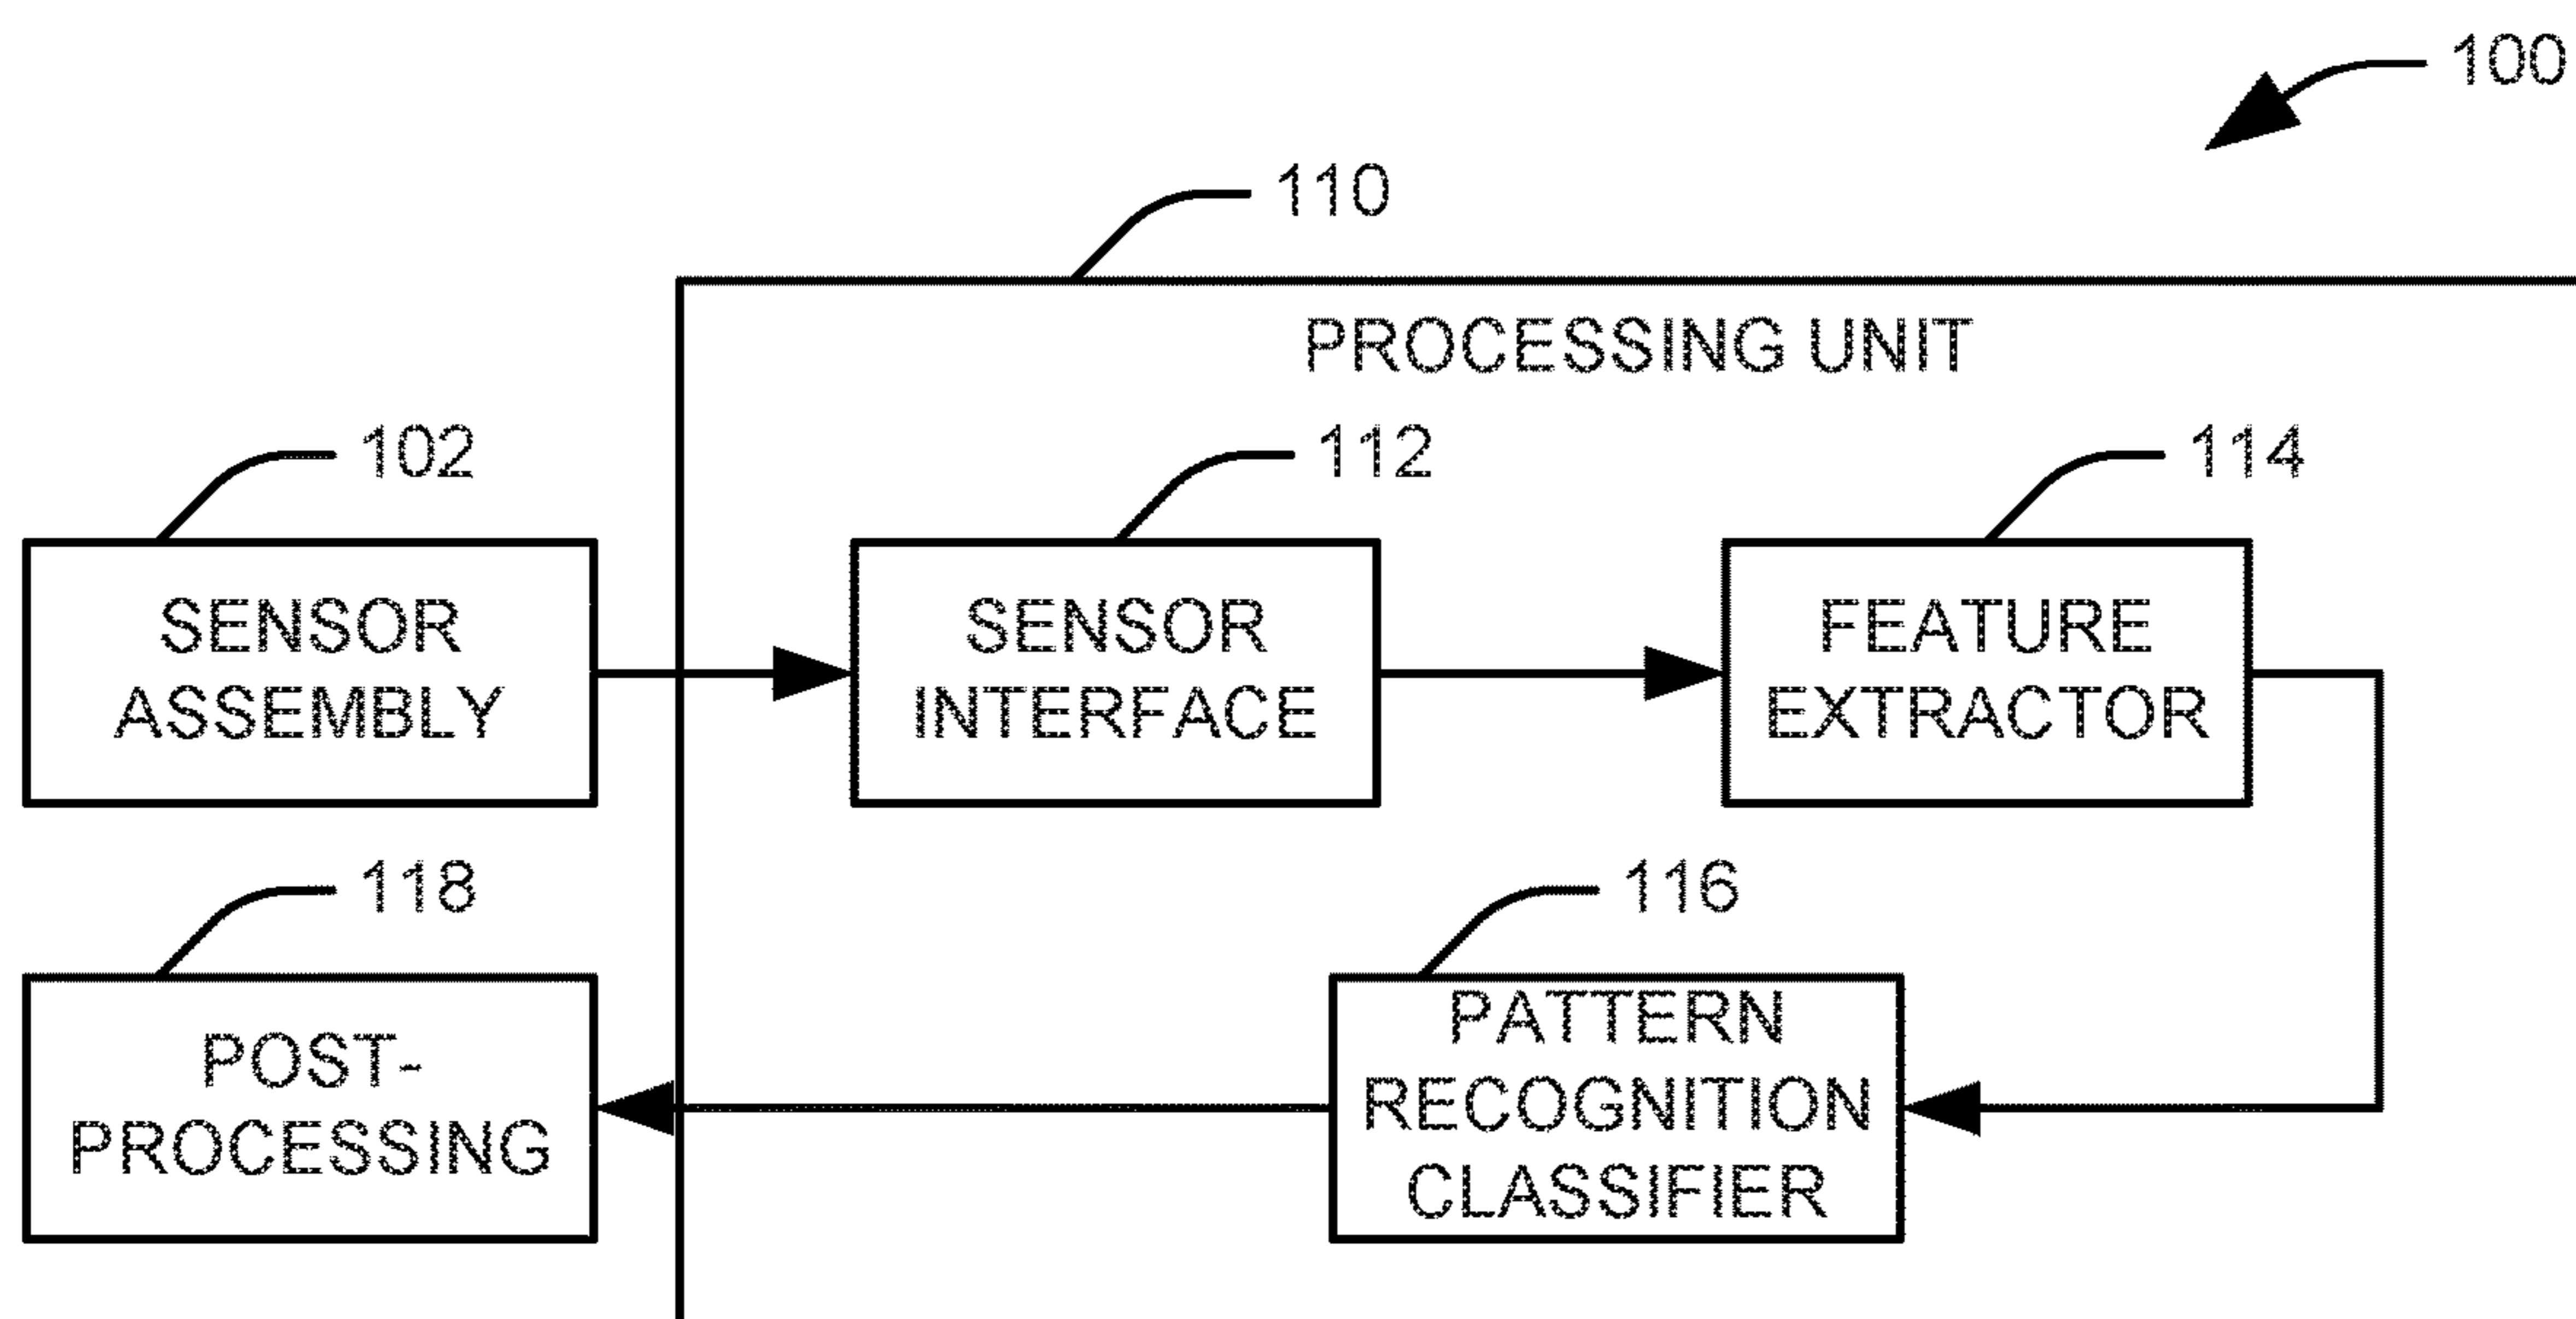 100
110
PROCESSING UNIT
102
112
114
SENSOR
ASSEMBLY
SENSOR
INTERFACE
FEATURE
EXTRACTOR
118
116
POST-
PROCESSING
PATTERN
RECOGNITION
CLASSIFIER